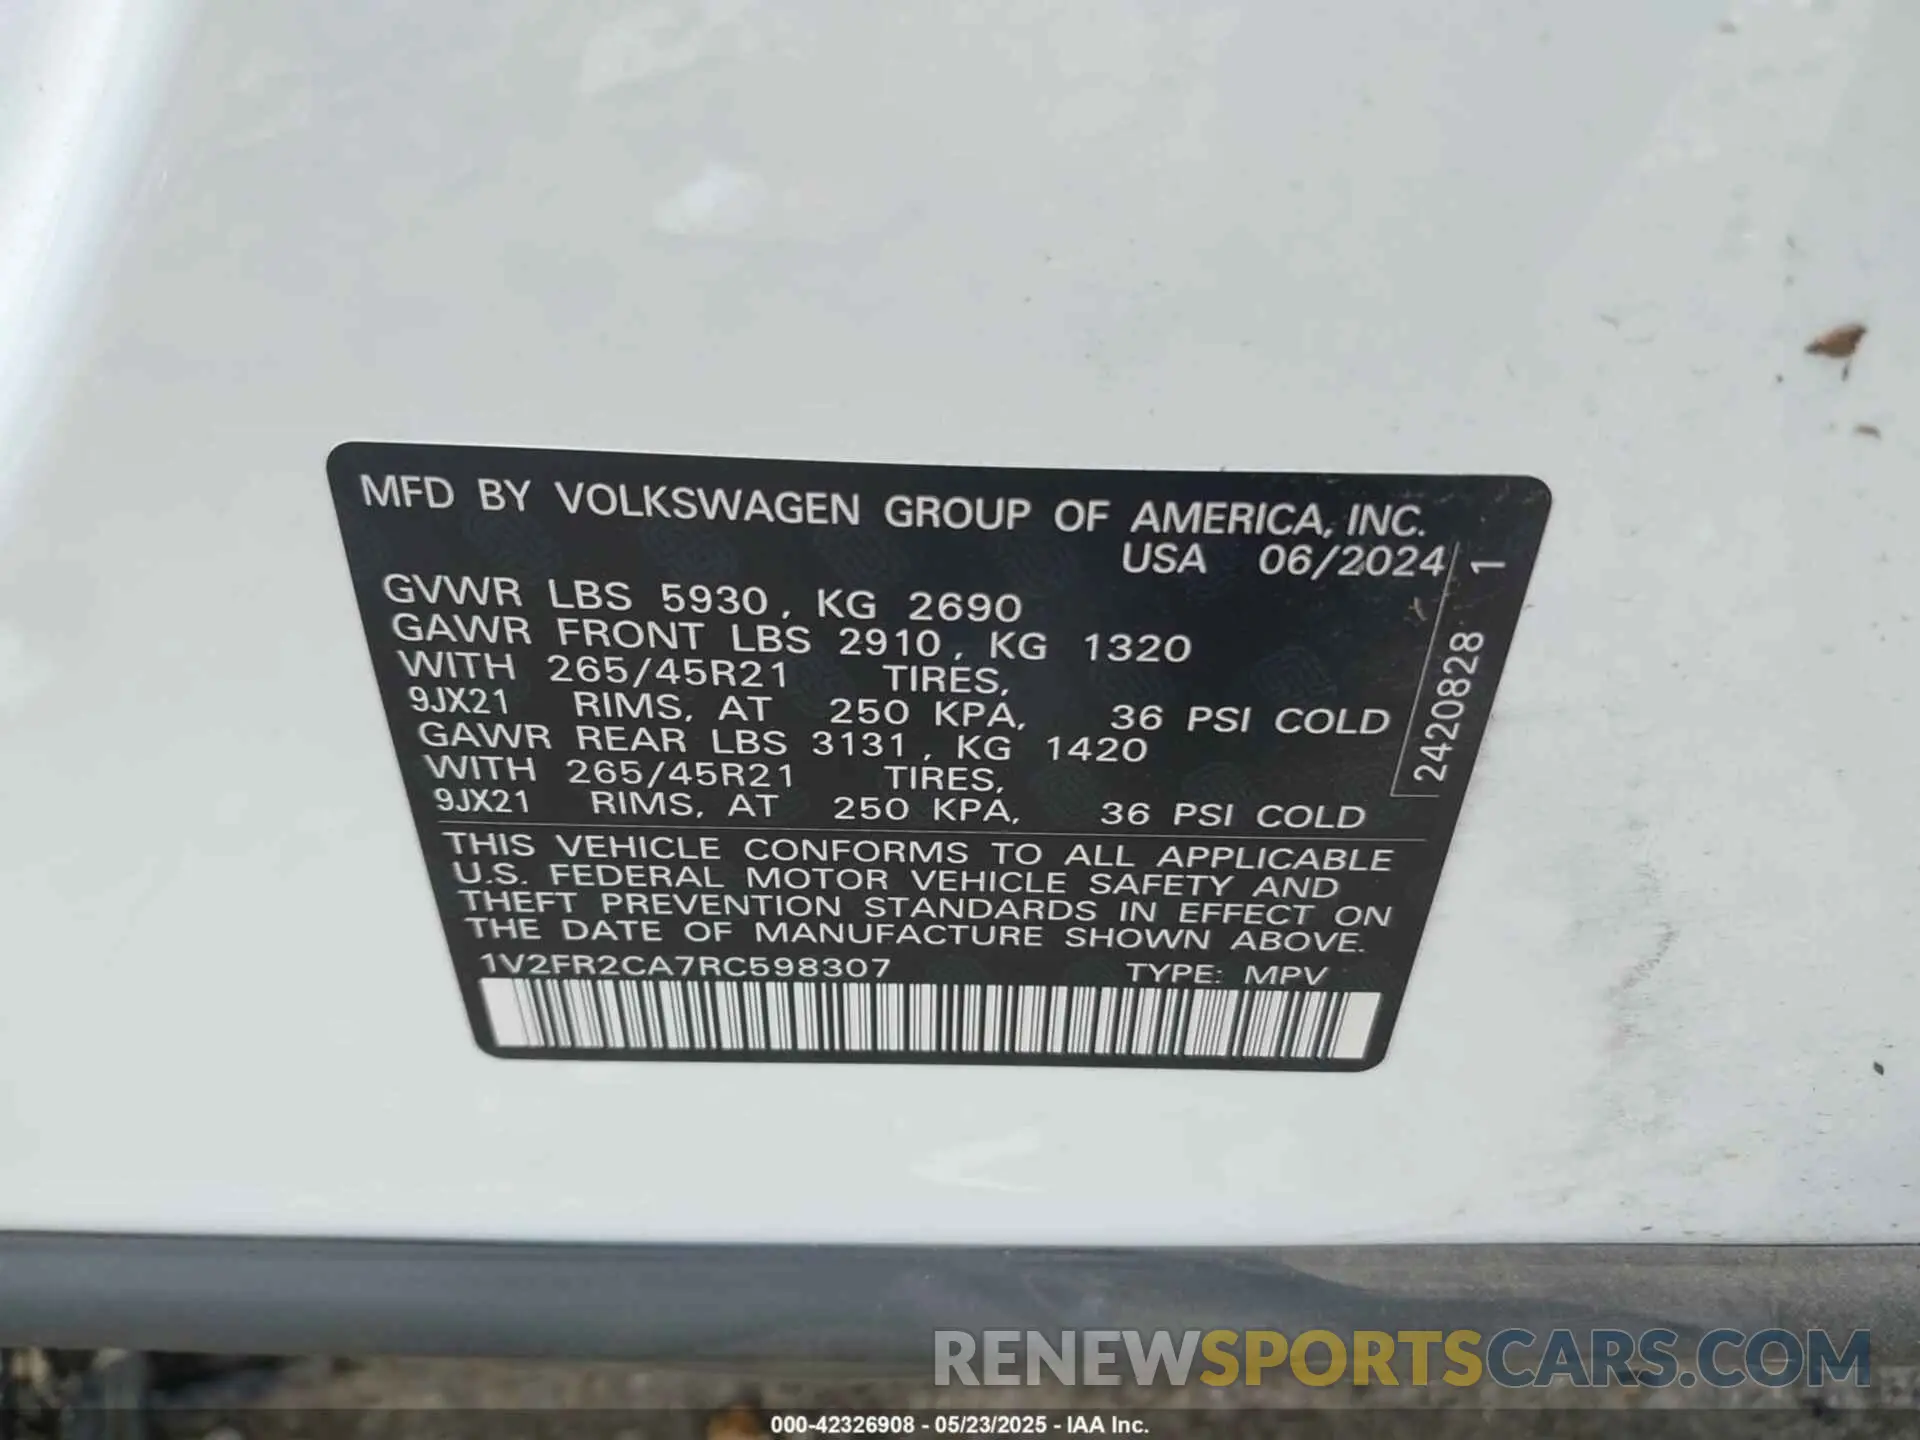 MFD BY VOLKSWAGEN GROUP OF AMERICA, INC.
USA 06/2024
GVWR LBS 5930, KG 2690
GAWR FRONT LBS 2910, KG 1320
WITH 265/45R21 TIRES,
9JX21 RIMS, AT 250 KPA, 36 PSI COLD
GAWR REAR LBS 3131, KG 1420
WITH 265/45R21 TIRES,
9JX21 RIMS, AT 250 KPA, 36 PSI COLD
THIS VEHICLE CONFORMS TO ALL APPLICABLE
U.S. FEDERAL MOTOR VEHICLE SAFETY AND
THEFT PREVENTION STANDARDS IN EFFECT ON
THE DATE OF MANUFACTURE SHOWN ABOVE.
1V2FR2CA7RC598307 TYPE: MPV
2420828 1
RENEWSPORTSCARS.COM
000-42326908 - 05/23/2025 - IAA Inc.